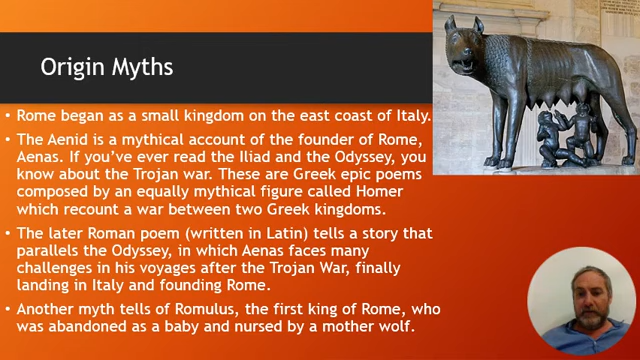 Origin Myths
• Rome began as a small kingdom on the east coast of Italy.
• The Aenid is a mythical account of the founder of Rome,
Aenas. If you’ve ever read the Iliad and the Odyssey, you
know about the Trojan war. These are Greek epic poems
composed by an equally mythical figure called Homer
which recount a war between two Greek kingdoms.
• The later Roman poem (written in Latin) tells a story that
parallels the Odyssey, in which Aenas faces many
challenges in his voyages after the Trojan War, finally
landing in Italy and founding Rome.
• Another myth tells of Romulus, the first king of Rome, who
was abandoned as a baby and nursed by a mother wolf.